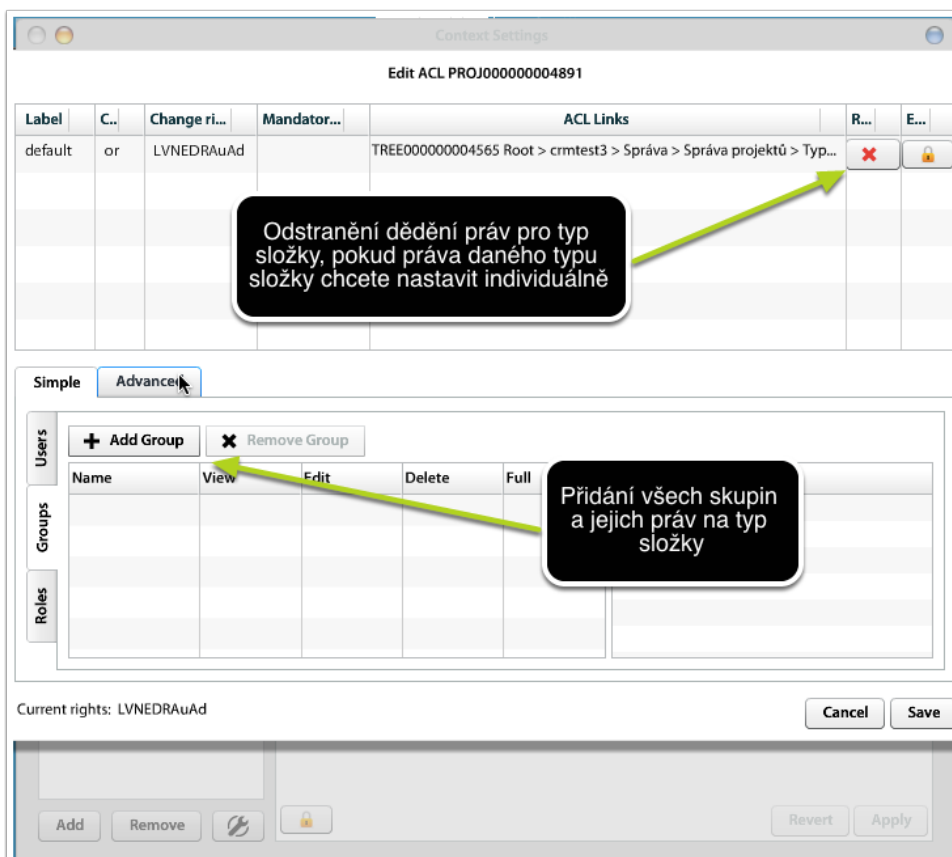 Context Settings
Edit ACL PROJ000000004891
Label C.. Change ri... Mandator... ACL Links R... E...
default or LVNEDRAuAd TREE000000004565 Root > crmtest3 > Správa > Správa projektů > Typ...
Odstranění dědění práv pro typ
složky, pokud práva daného typu
složky chcete nastavit individuálně
Simple Advanced
Users
Groups
Roles
Add Group Remove Group
Name View Edit Delete Full
Přidání všech skupin
a jejich práv na typ
složky
Current rights: LVNEDRAuAd
Cancel Save
Add Remove Revert Apply